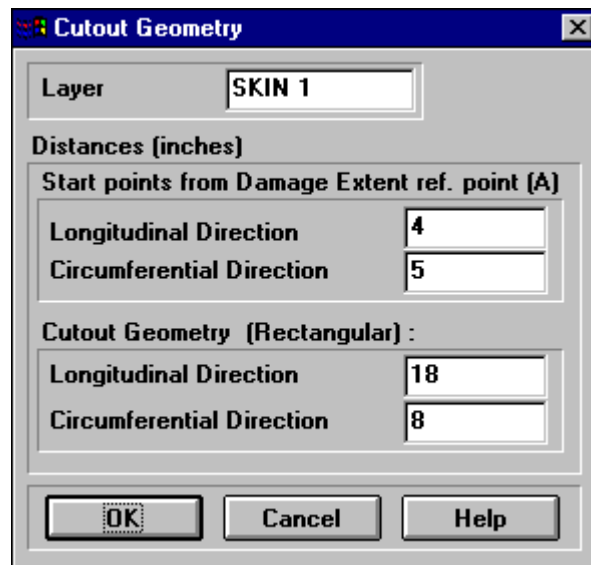 Cutout Geometry
Layer SKIN 1
Distances (inches)
Start points from Damage Extent ref. point (A)
Longitudinal Direction 4
Circumferential Direction 5
Cutout Geometry (Rectangular) :
Longitudinal Direction 18
Circumferential Direction 8
OK Cancel Help